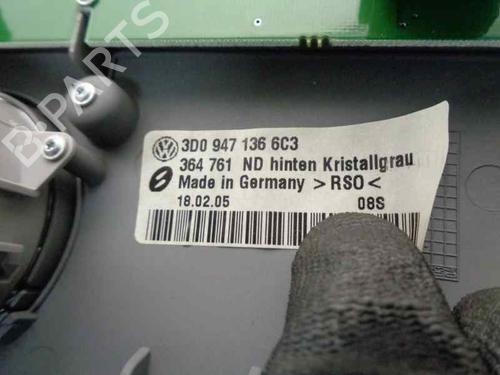 B-PARTS
3D0 947 136 6C3
364 761 ND hinten Kristallgrau
Made in Germany >RSO<
18.02.05 08S